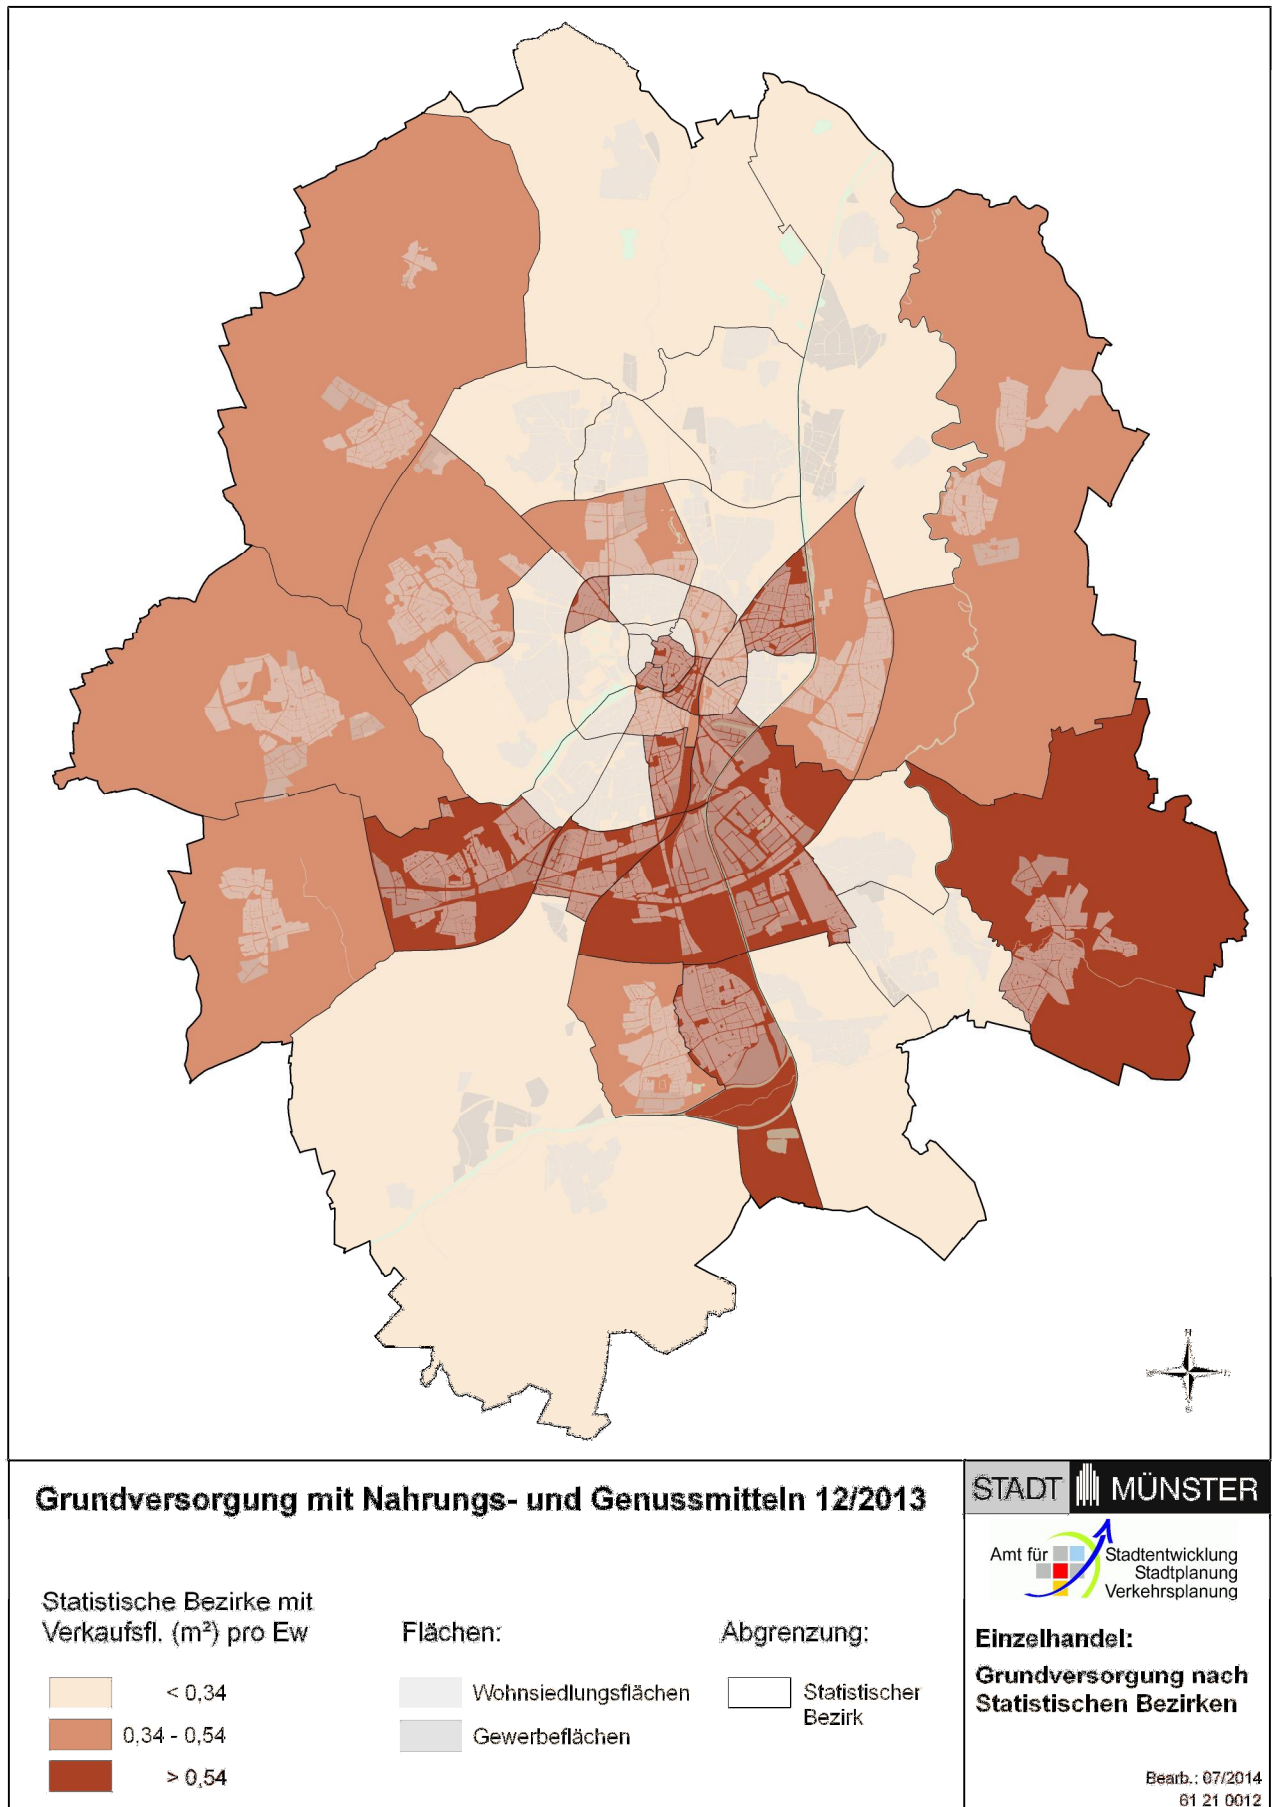 N
S
Grundversorgung mit Nahrungs- und Genussmitteln 12/2013
Statistische Bezirke mit
Verkaufsfl. (m²) pro Ew
< 0,34
0,34 - 0,54
> 0,54
Flächen:
Wohnsiedlungsflächen
Gewerbeflächen
Abgrenzung:
Statistischer
Bezirk
STADT MÜNSTER
Amt für Stadtentwicklung
Stadtplanung
Verkehrsplanung
Einzelhandel:
Grundversorgung nach
Statistischen Bezirken
Bearb.: 07/2014
61 21 0012